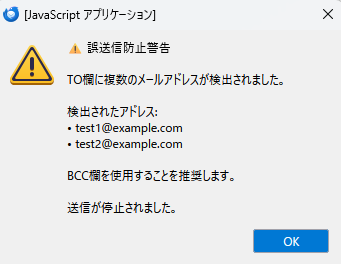 [JavaScript アプリケーション]
⚠️ 誤送信防止警告
TO欄に複数のメールアドレスが検出されました。
検出されたアドレス:
• test1@example.com
• test2@example.com
BCC欄を使用することを推奨します。
送信が停止されました。
OK